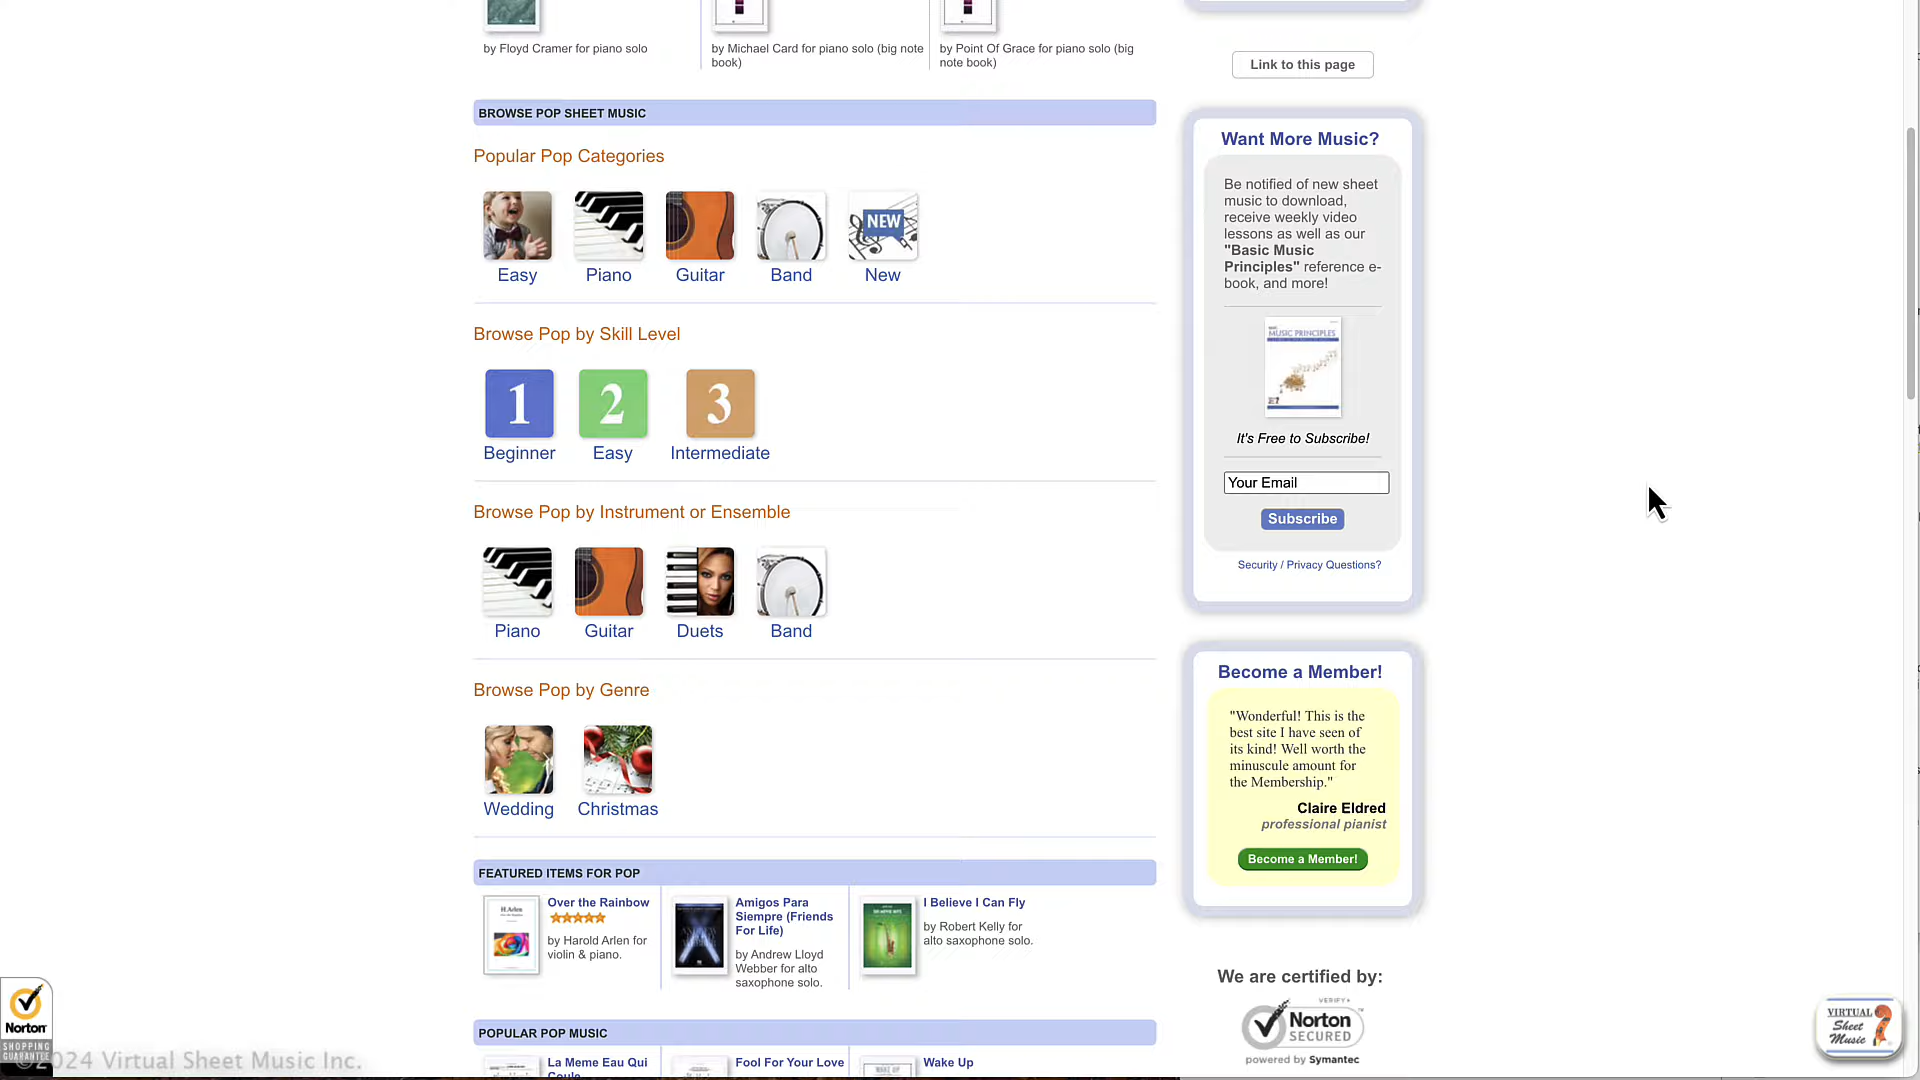 by Floyd Cramer for piano solo
by Michael Card for piano solo (big note
book)
by Point Of Grace for piano solo (big
note book)
Link to this page
BROWSE POP SHEET MUSIC
Popular Pop Categories
NEW
Easy
Piano
Guitar
Band
New
Browse Pop by Skill Level
1
2
3
Beginner
Easy
Intermediate
Browse Pop by Instrument or Ensemble
Piano
Guitar
Duets
Band
Browse Pop by Genre
Wedding
Christmas
FEATURED ITEMS FOR POP
Over the Rainbow
by Harold Arlen for
violin & piano.
Amigos Para
Siempre (Friends
For Life)
by Andrew Lloyd
Webber for alto
saxophone solo.
I Believe I Can Fly
by Robert Kelly for
alto saxophone solo.
POPULAR POP MUSIC
La Meme Eau Qui
Coule
Fool For Your Love
Wake Up
Want More Music?
Be notified of new sheet
music to download,
receive weekly video
lessons as well as our
"Basic Music
Principles" reference e-
book, and more!
MUSIC PRINCIPLES
It's Free to Subscribe!
Your Email
Subscribe
Security / Privacy Questions?
Become a Member!
"Wonderful! This is the
best site I have seen of
its kind! Well worth the
minuscule amount for
the Membership."
Claire Eldred
professional pianist
Become a Member!
We are certified by:
VERIFY
Norton
SECURED
powered by Symantec
Norton
SHOPPING
GUARANTEE
©2024 Virtual Sheet Music Inc.
VIRTUAL
Sheet
Music